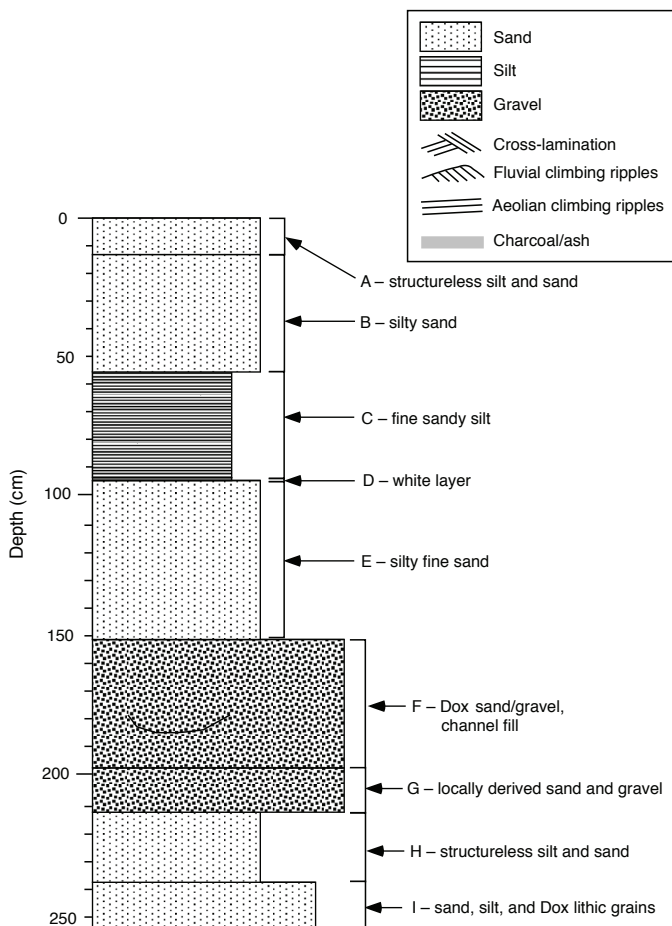 Sand
Silt
Gravel
Cross-lamination
Fluvial climbing ripples
Aeolian climbing ripples
Charcoal/ash
0
A – structureless silt and sand
B – silty sand
50
C – fine sandy silt
D – white layer
100
Depth (cm)
E – silty fine sand
150
F – Dox sand/gravel,
channel fill
200
G – locally derived sand and gravel
H – structureless silt and sand
I – sand, silt, and Dox lithic grains
250